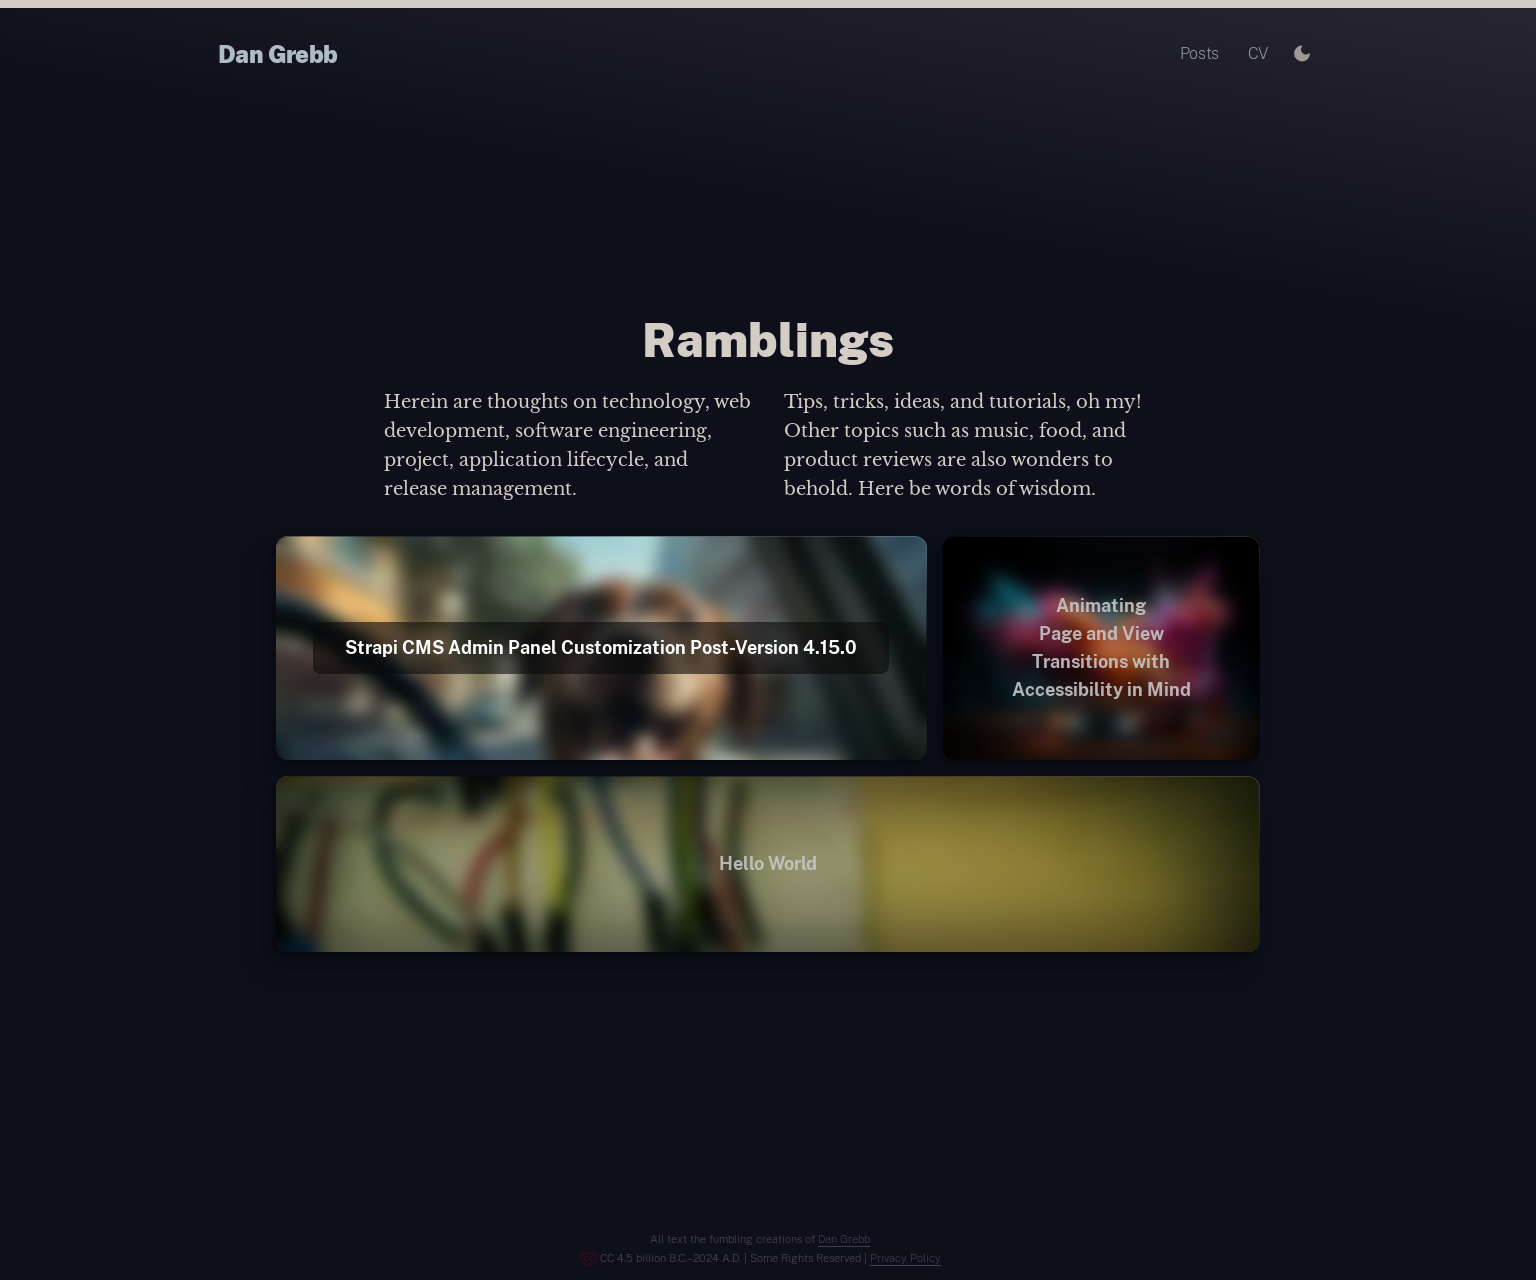 Dan Grebb
Posts CV
Ramblings
Herein are thoughts on technology, web
development, software engineering,
project, application lifecycle, and
release management.
Tips, tricks, ideas, and tutorials, oh my!
Other topics such as music, food, and
product reviews are also wonders to
behold. Here be words of wisdom.
Strapi CMS Admin Panel Customization Post-Version 4.15.0
Animating
Page and View
Transitions with
Accessibility in Mind
Hello World
All text the fumbling creations of Dan Grebb
CC 4.5 billion B.C.–2024 A.D. | Some Rights Reserved | Privacy Policy